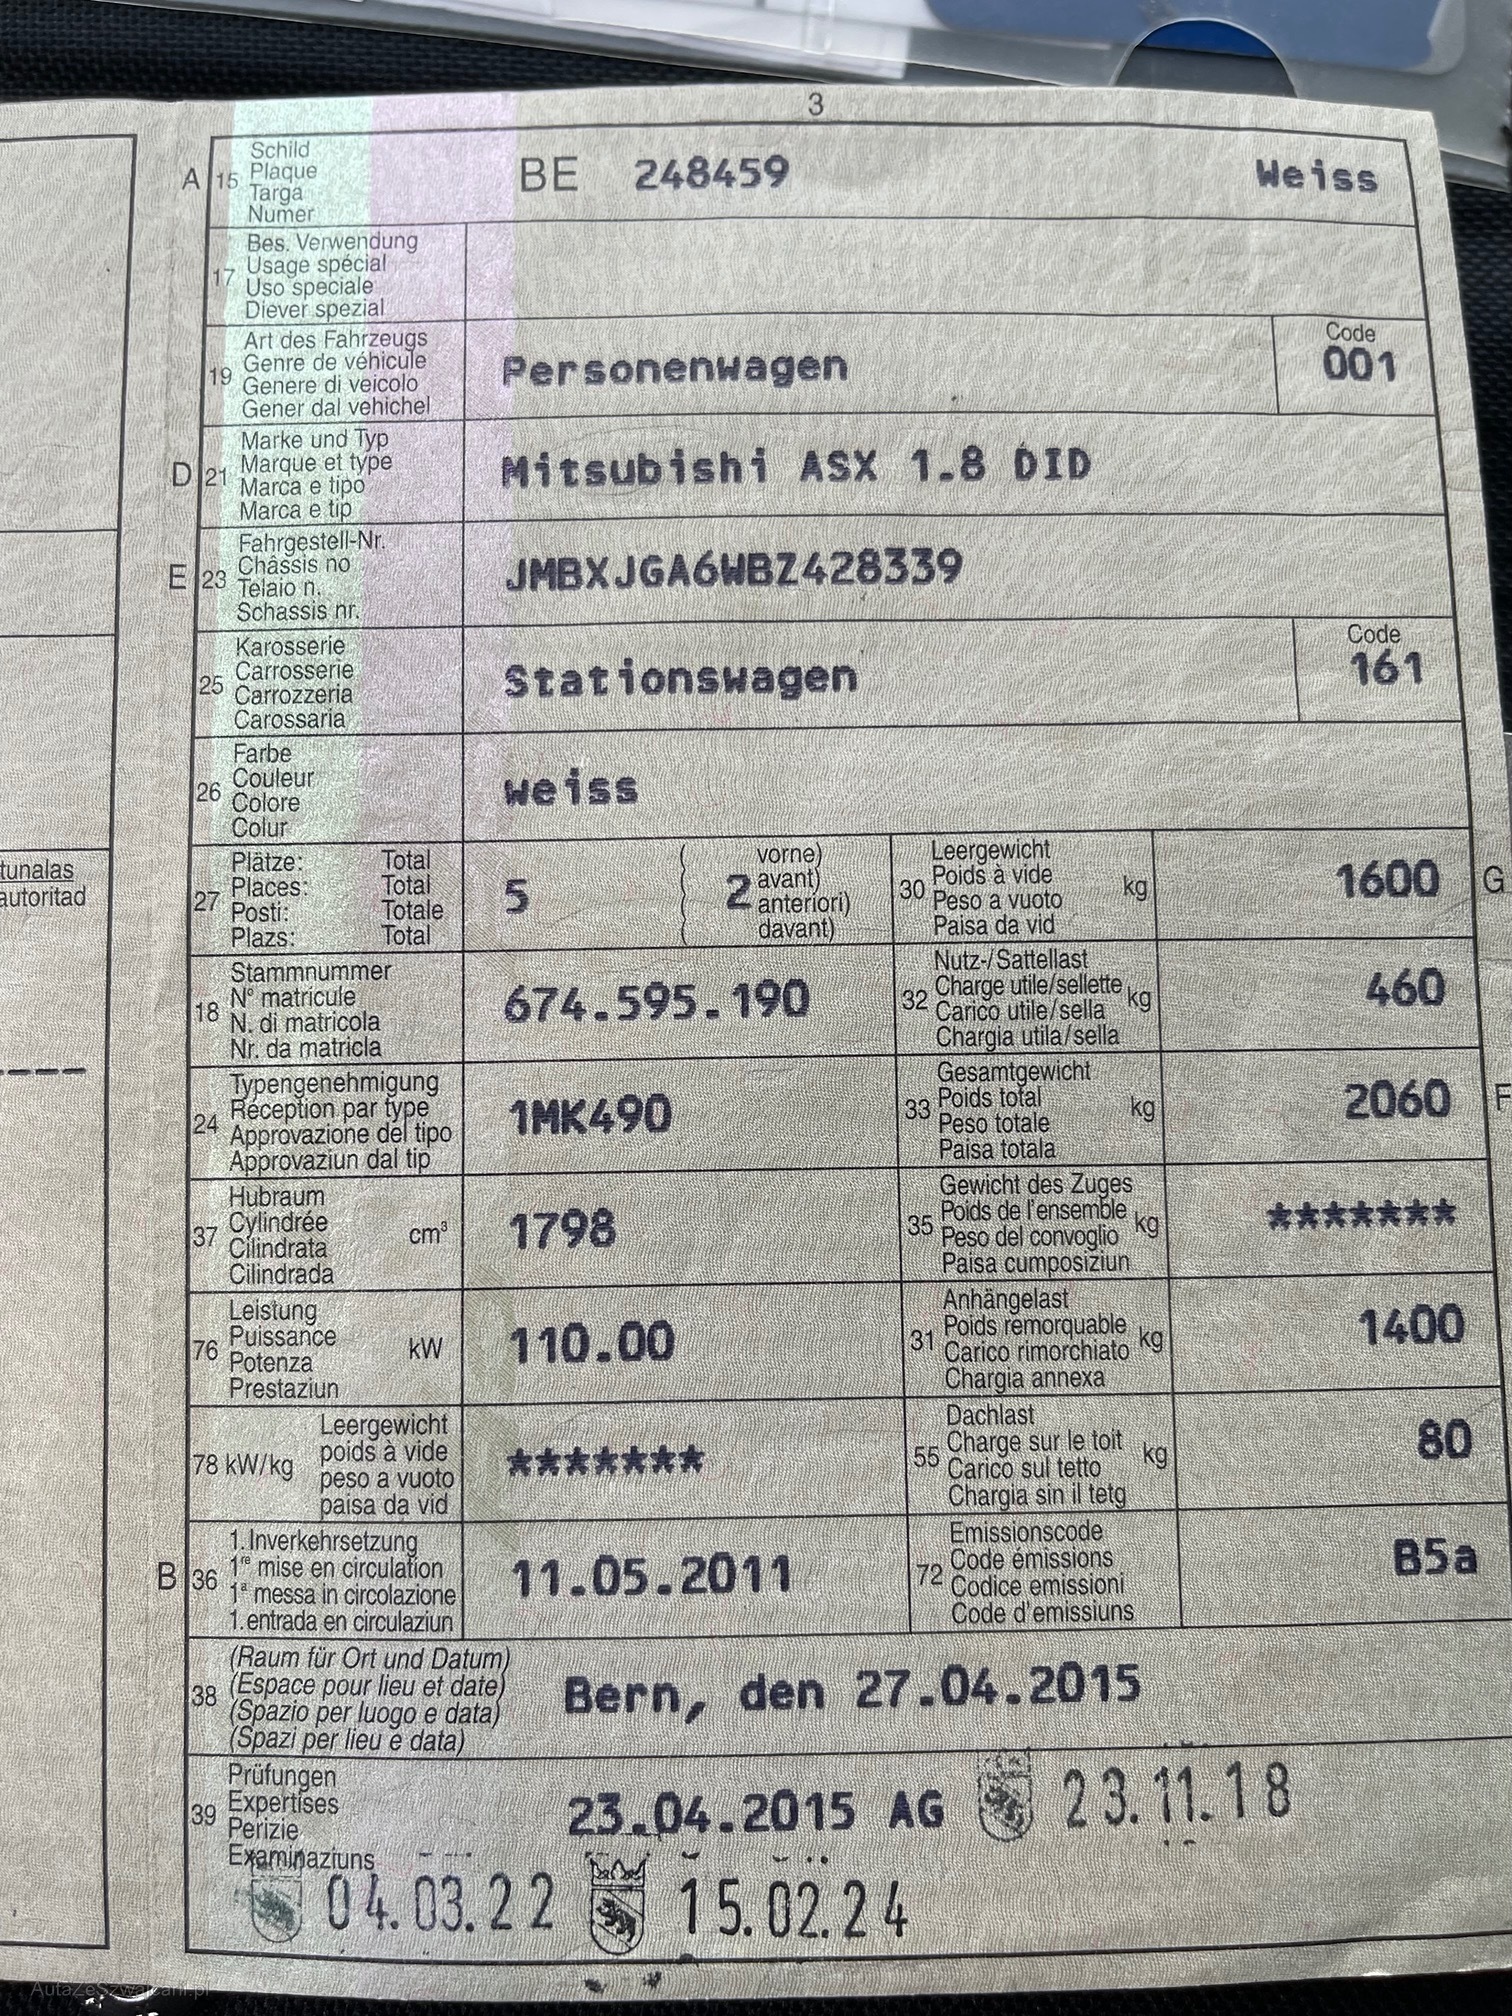 3
A 15 Schild
Plaque
Targa
Numer
BE 248459 Weiss
17 Bes. Verwendung
Usage spécial
Uso speciale
Diever spezial
19 Art des Fahrzeugs
Genre de véhicule
Genere di veicolo
Gener dal vehichel
Personenwagen
Code
001
D 21 Marke und Typ
Marque et type
Marca e tipo
Marca e tip
Mitsubishi ASX 1.8 DID
E 23 Fahrgestell-Nr.
Châssis no
Telaio n.
Schassis nr.
JMBXJGA6WBZ428339
25 Karosserie
Carrosserie
Carrozzeria
Carossaria
Stationswagen
Code
161
26 Farbe
Couleur
Colore
Colur
weiss
27 Plätze: Total
Places: Total
Posti: Totale
Plazs: Total
5 ( 2 vorne)
avant)
anteriori)
davant)
30 Leergewicht
Poids à vide
Peso a vuoto
Paisa da vid
kg 1600 G
tunalas
autoritad
18 Stammnummer
N° matricule
N. di matricola
Nr. da matricla
674.595.190
32 Nutz-/Sattellast
Charge utile/sellette
Carico utile/sella
Chargia utila/sella
kg 460
----
24 Typengenehmigung
Réception par type
Approvazione del tipo
Approvaziun dal tip
1MK490
33 Gesamtgewicht
Poids total
Peso totale
Paisa totala
kg 2060 F
37 Hubraum
Cylindrée
Cilindrata
Cilindrada
cm³ 1798
35 Gewicht des Zuges
Poids de l'ensemble
Peso del convoglio
Paisa cumposiziun
kg *******
76 Leistung
Puissance
Potenza
Prestaziun
kW 110.00
31 Anhängelast
Poids remorquable
Carico rimorchiato
Chargia annexa
kg 1400
78 kW/kg Leergewicht
poids à vide
peso a vuoto
paisa da vid
*******
55 Dachlast
Charge sur le toit
Carico sul tetto
Chargia sin il tetg
kg 80
B 36 1. Inverkehrsetzung
1re mise en circulation
1a messa in circolazione
1. entrada en circulaziun
11.05.2011
72 Emissionscode
Code émissions
Codice emissioni
Code d'emissiuns
B5a
38 (Raum für Ort und Datum)
(Espace pour lieu et date)
(Spazio per luogo e data)
(Spazi per lieu e data)
Bern, den 27.04.2015
39 Prüfungen
Expertises
Perizie
Examinaziuns
23.04.2015 AG 23.11.18
04.03.22 15.02.24
AutaZeSzwajcarii.pl